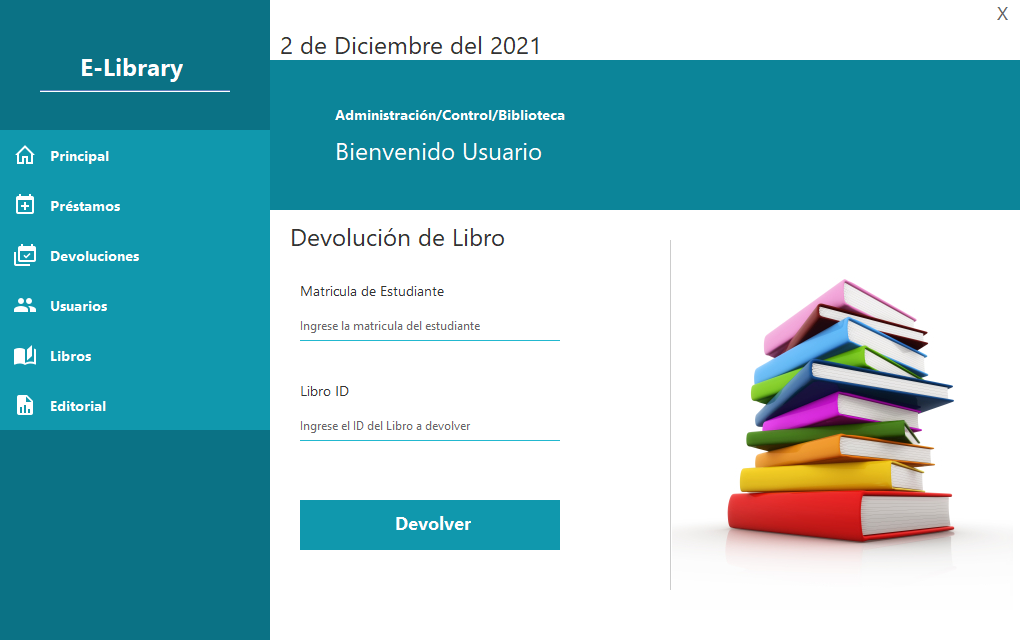 X
2 de Diciembre del 2021
E-Library
Administración/Control/Biblioteca
Bienvenido Usuario
Principal
Préstamos
Devoluciones
Usuarios
Libros
Editorial
Devolución de Libro
Matricula de Estudiante
Ingrese la matricula del estudiante
Libro ID
Ingrese el ID del Libro a devolver
Devolver